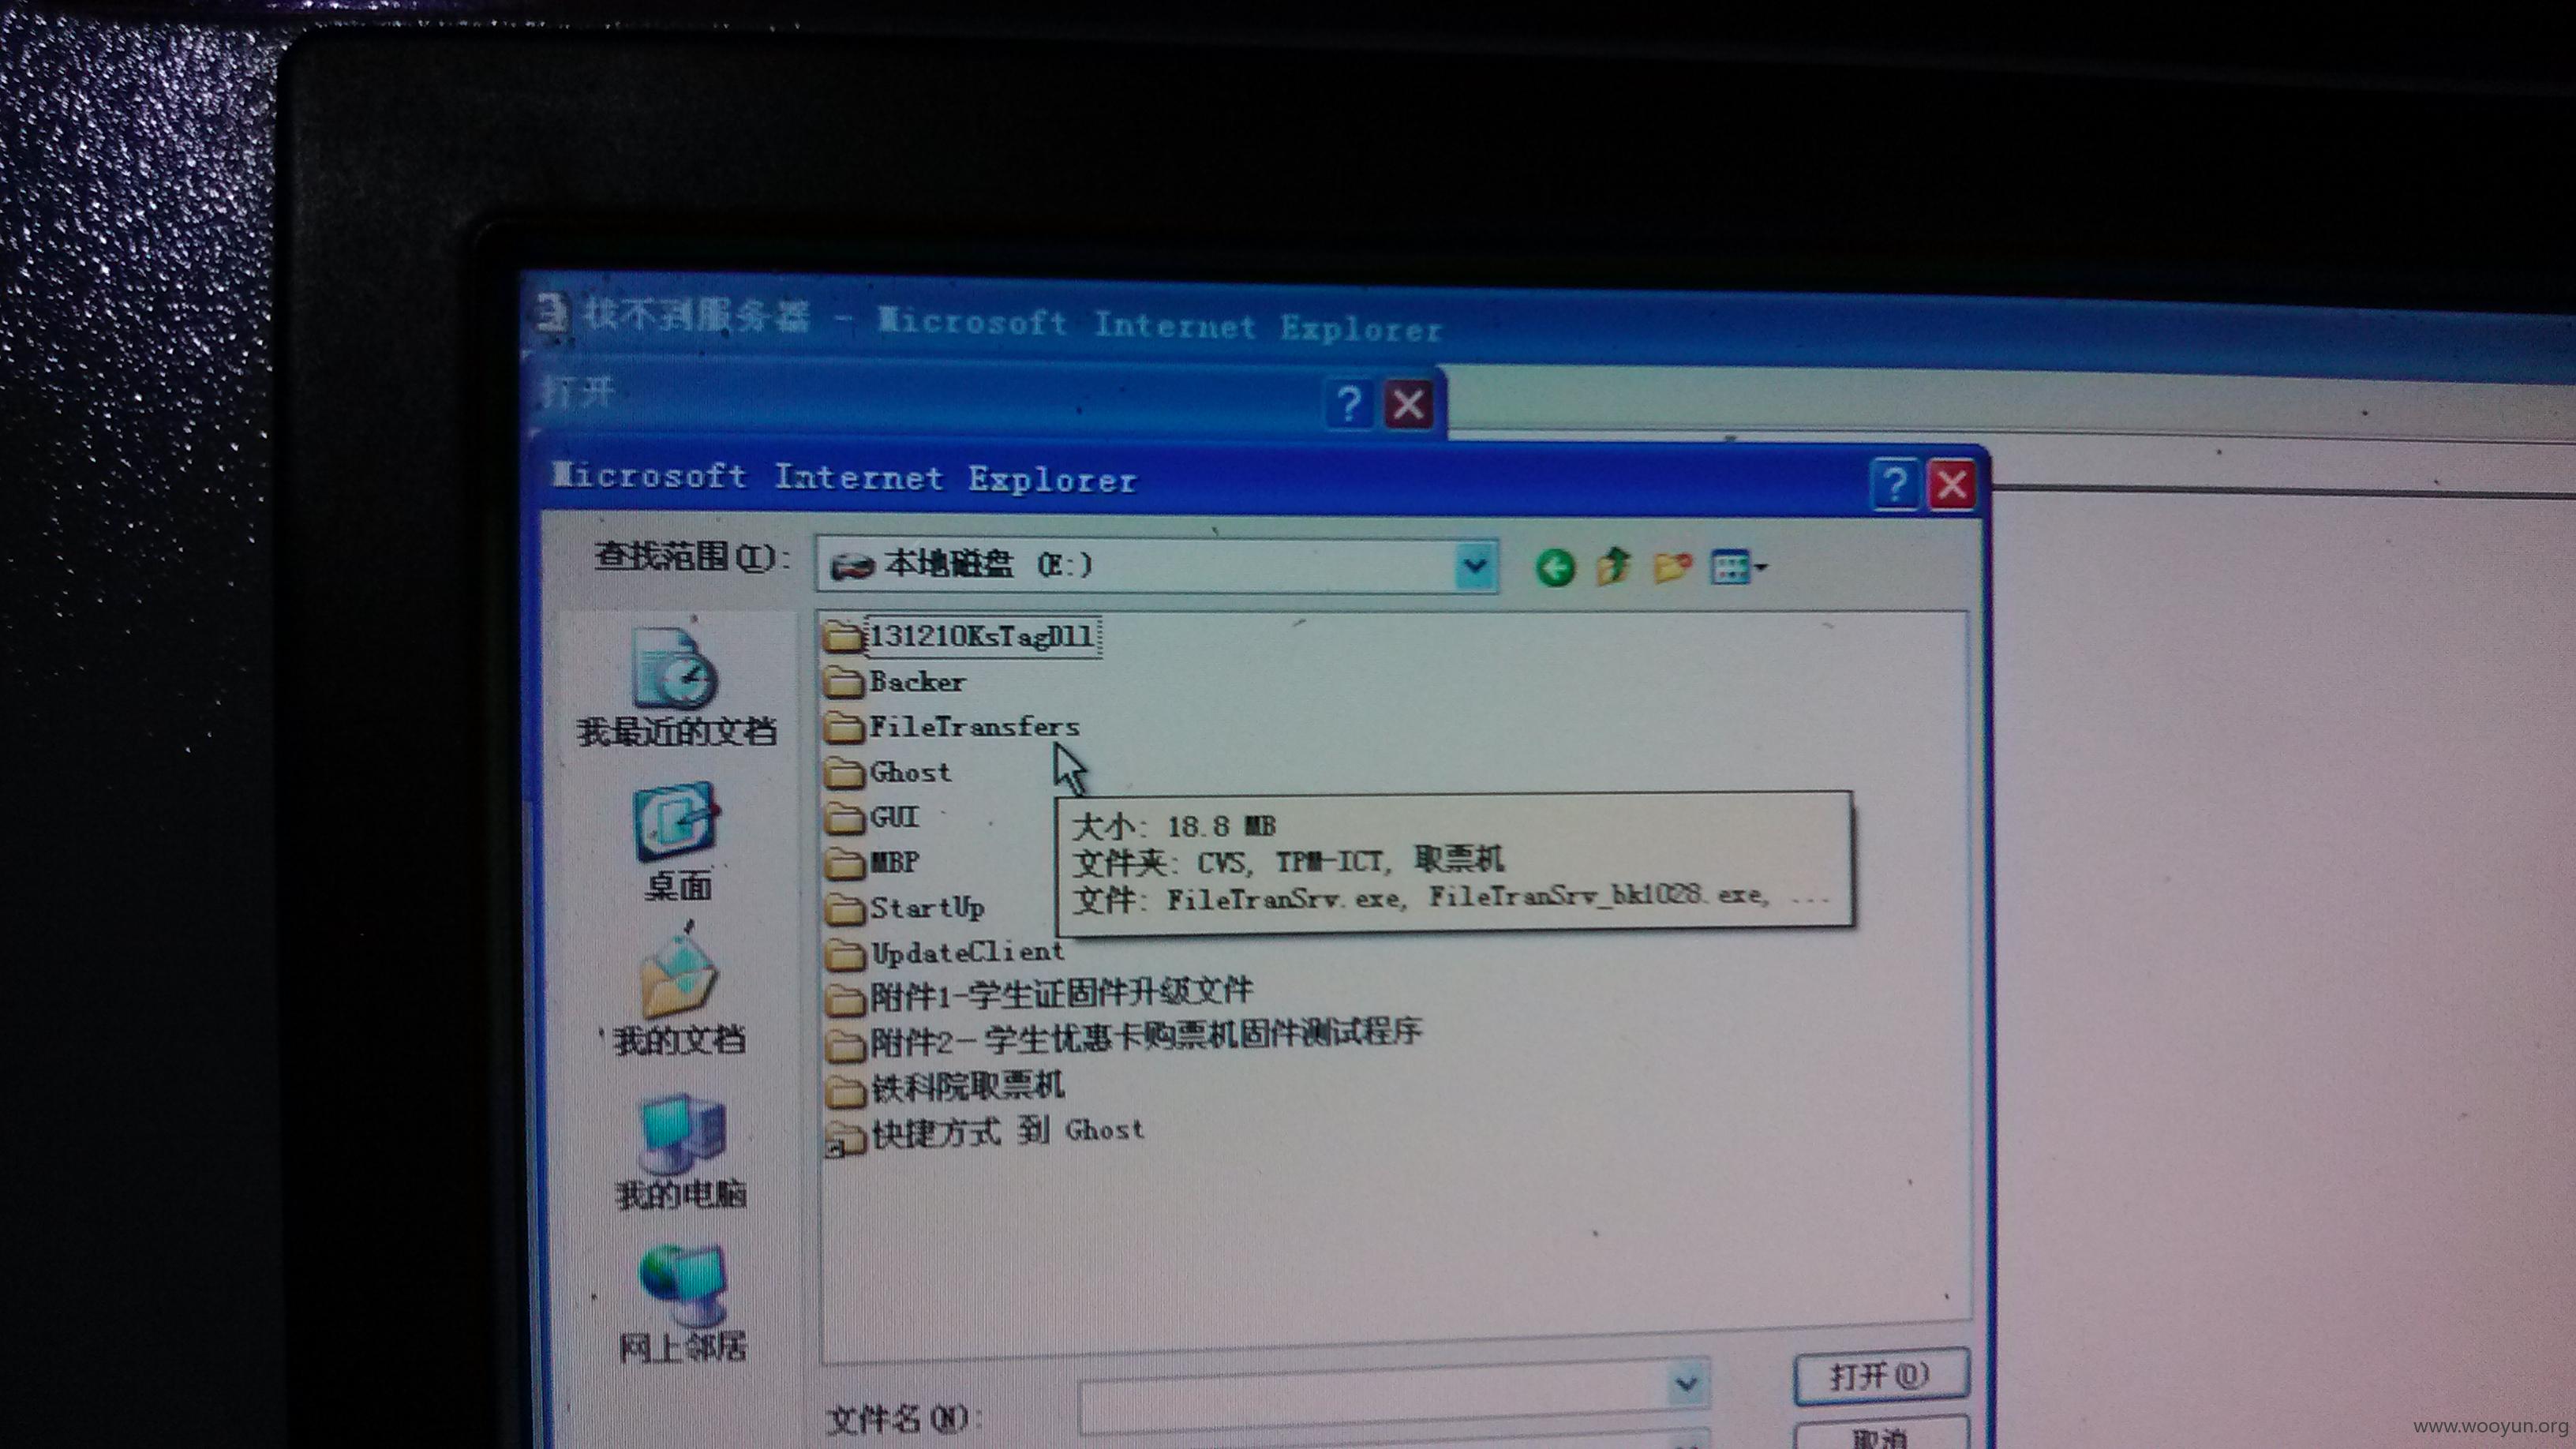 找不到服务器 - Microsoft Internet Explorer
打开
Microsoft Internet Explorer
查找范围(I):
本地磁盘 (E:)
131210KsTagDll
Backer
FileTransfers
Ghost
GUI
MBP
StartUp
UpdateClient
附件1-学生证固件升级文件
附件2- 学生优惠卡购票机固件测试程序
铁科院取票机
快捷方式 到 Ghost
大小: 18.8 MB
文件夹: CVS, TPM-ICT, 取票机
文件: FileTranSrv.exe, FileTranSrv_bk1028.exe, ...
我最近的文档
桌面
我的文档
我的电脑
网上邻居
文件名(N):
打开(O)
取消
www.wooyun.org